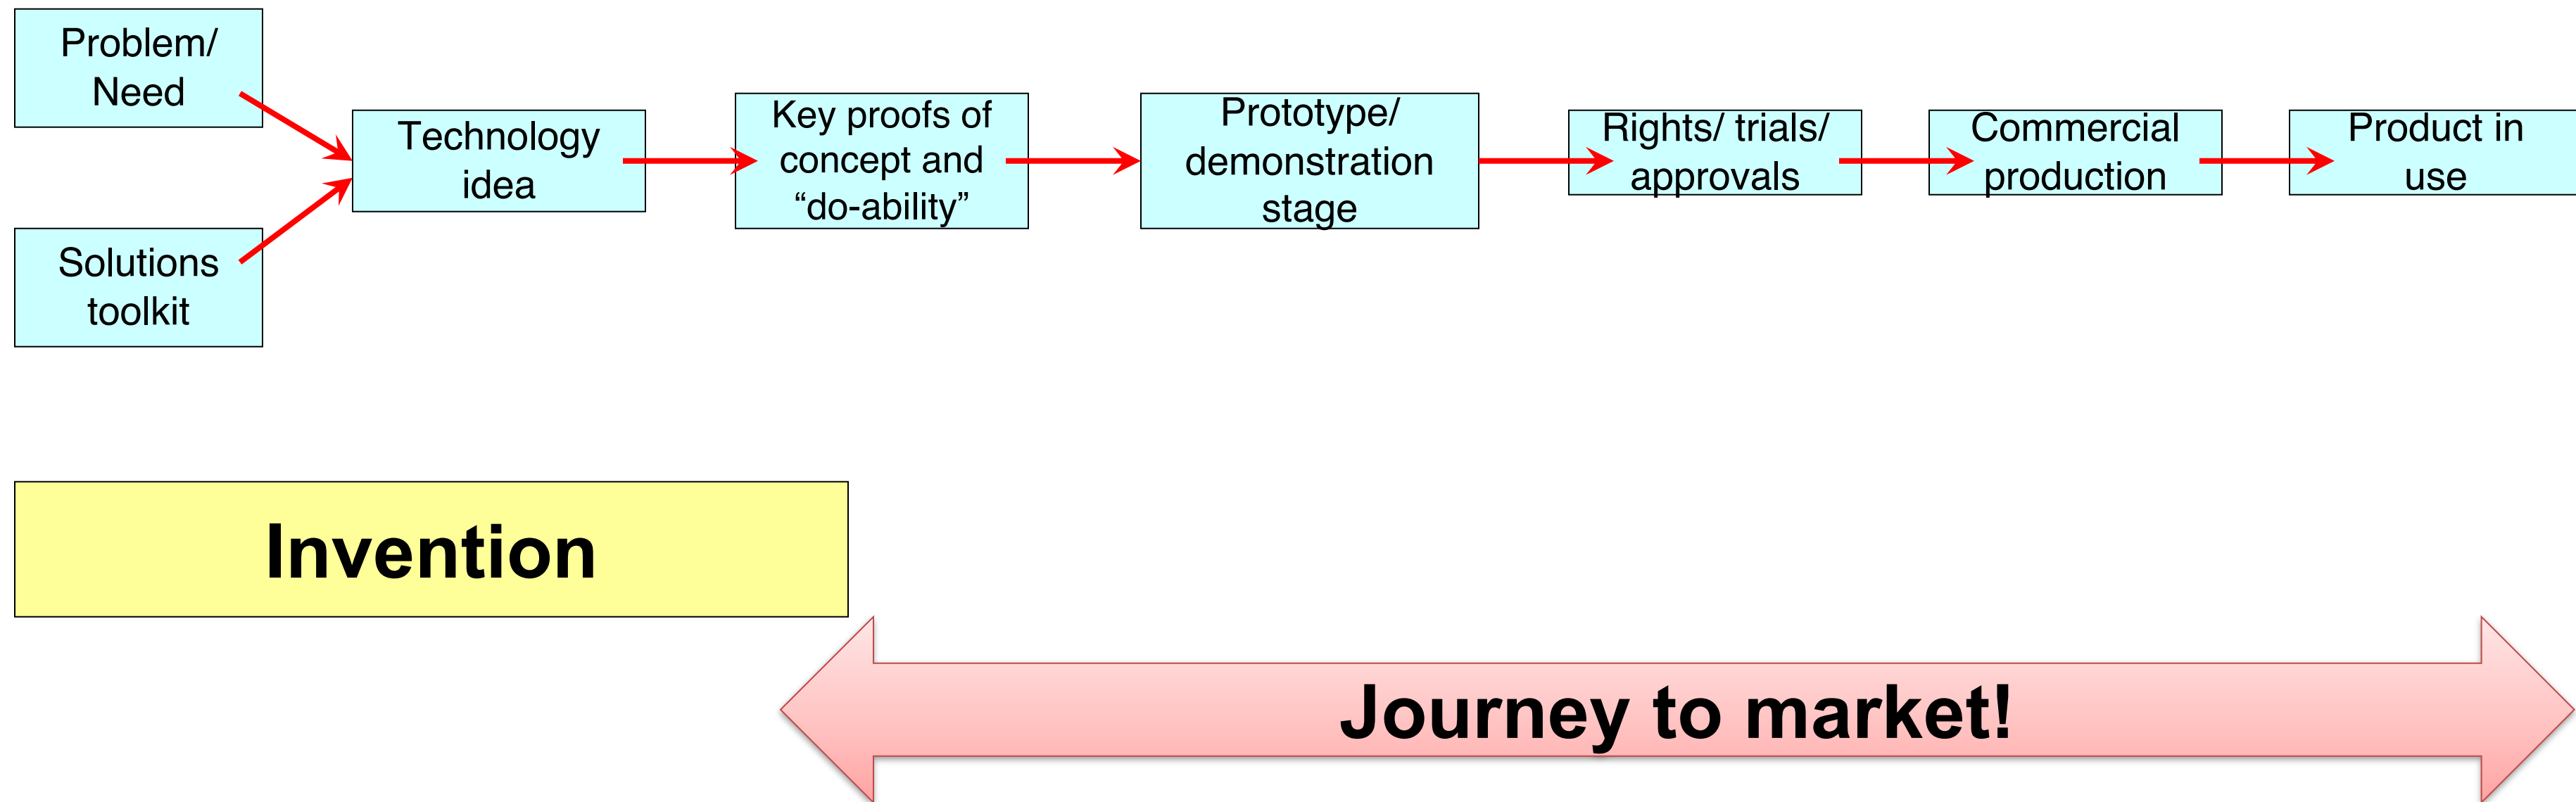 Problem/
Need
Solutions
toolkit
Technology
idea
Key proofs of
concept and
“do-ability”
Prototype/
demonstration
stage
Rights/ trials/
approvals
Commercial
production
Product in
use
Invention
Journey to market!